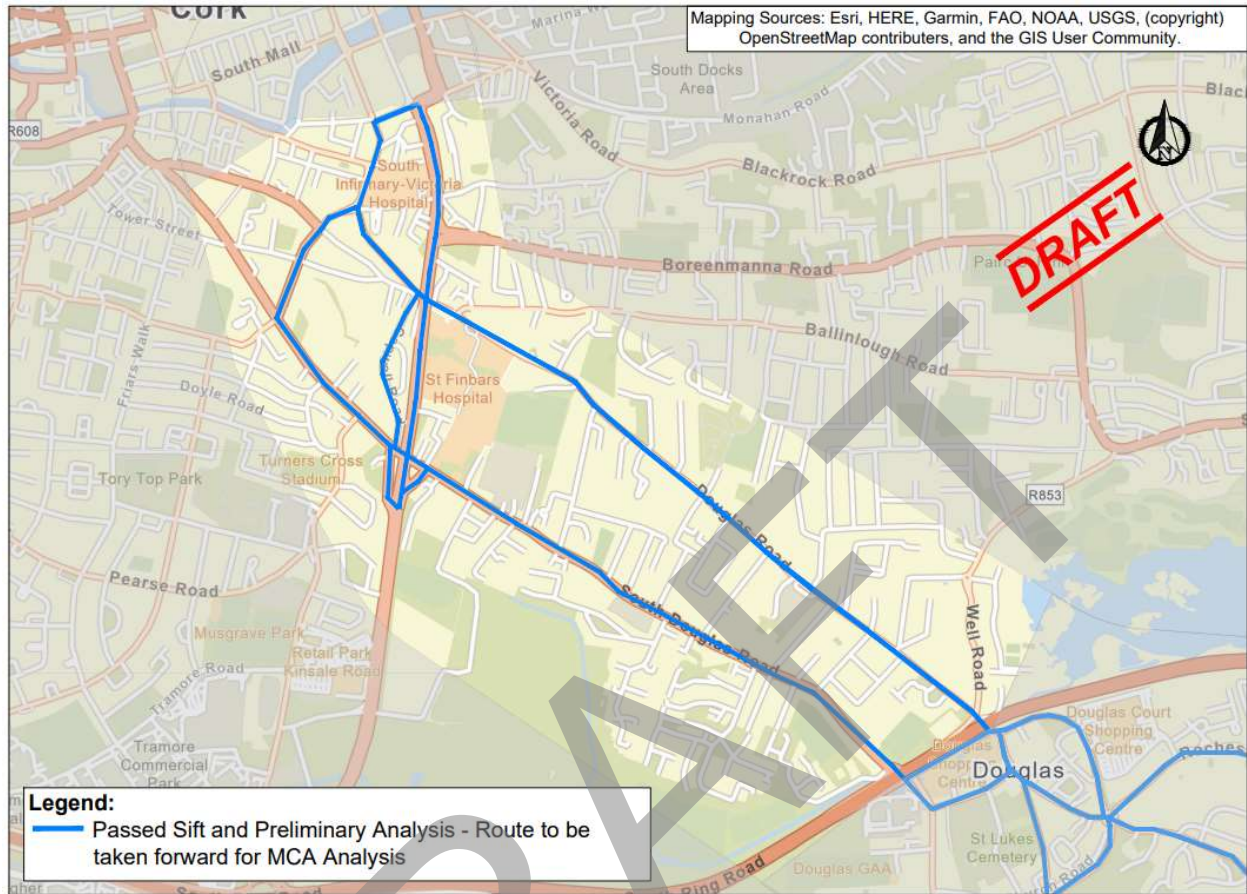 Cork
Mapping Sources: Esri, HERE, Garmin, FAO, NOAA, USGS, (copyright)
OpenStreetMap contributers, and the GIS User Community.
South Mall
South Docks
Area
Victoria Road
Monahan Road
R608
Blackrock Road
N
DRAFT
South
Infirmary-Victoria
Hospital
Tower Street
Boreenmanna Road
Friars Walk
Ballinlough Road
St Finbars
Hospital
Doyle Road
Turners Cross
Stadium
Tory Top Park
R853
Douglas Road
Pearse Road
South Douglas Road
Well Road
Musgrave Park
Retail Park
Kinsale Road
Tramore Road
Tramore
Commercial
Park
Douglas Court
Shopping
Centre
Douglas
St Lukes
Cemetery
Douglas GAA
Ring Road
Legend:
Passed Sift and Preliminary Analysis - Route to be
taken forward for MCA Analysis
DRAFT